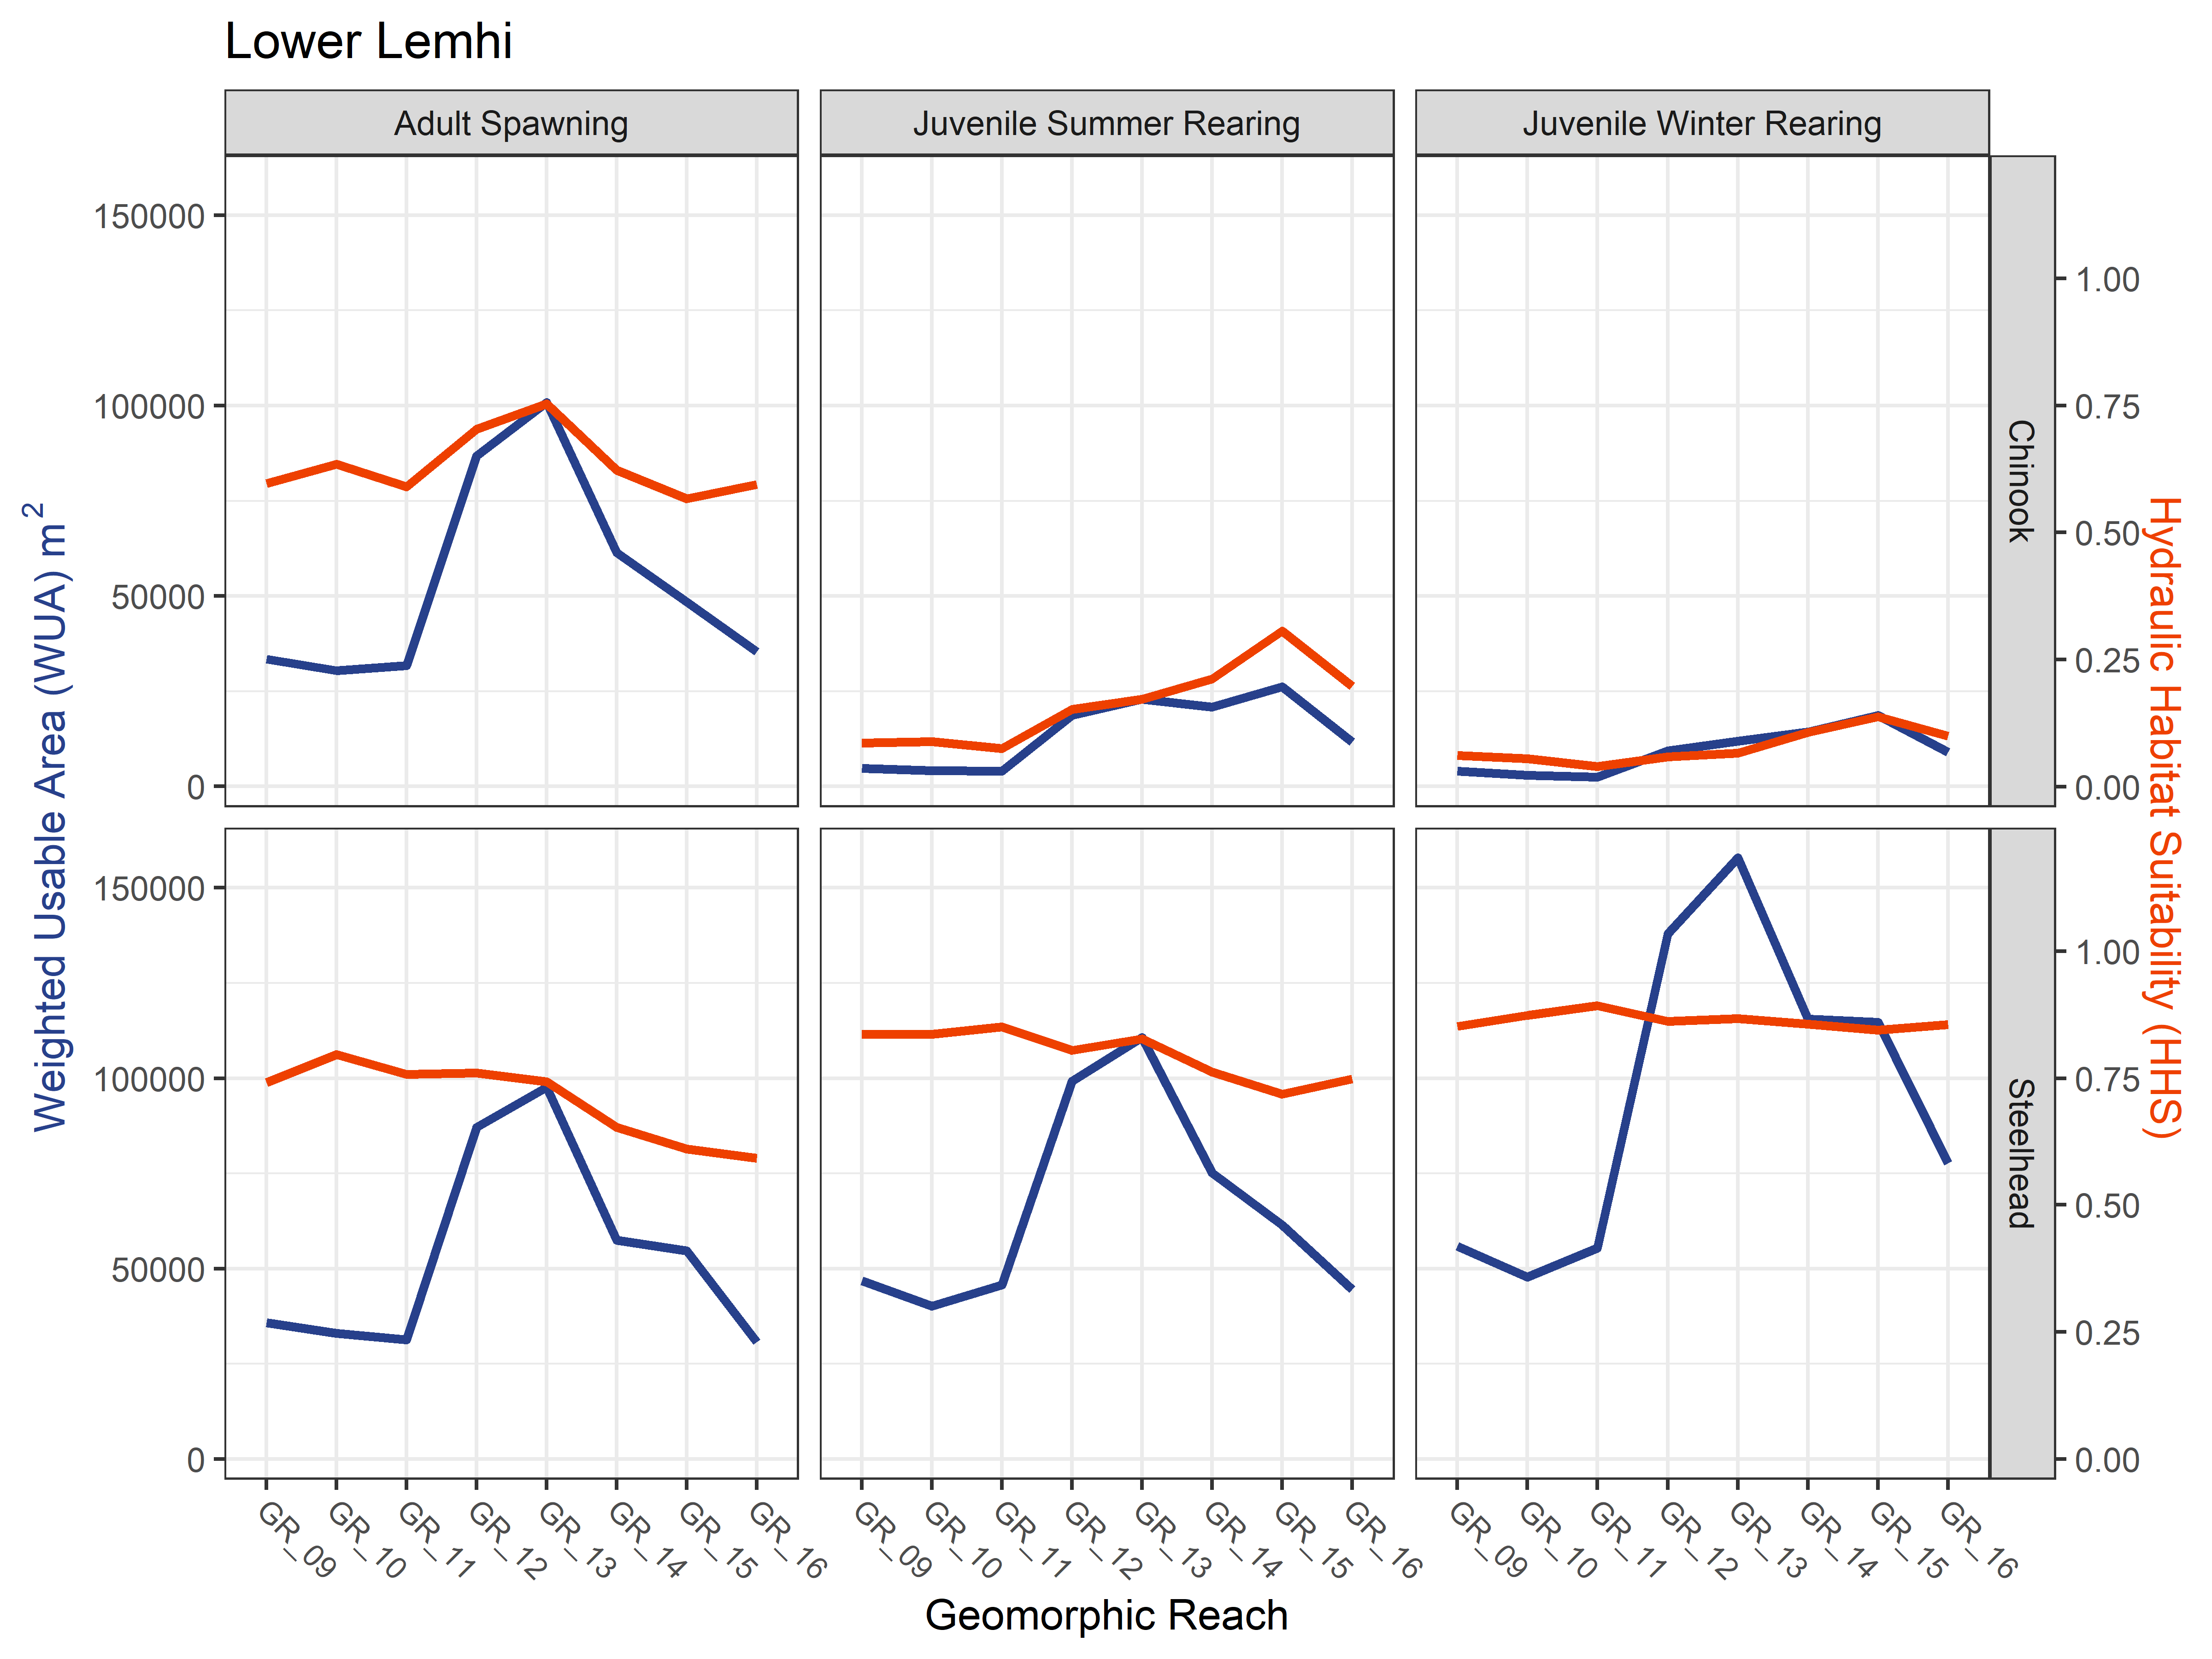 Lower Lemhi
Adult Spawning
Juvenile Summer Rearing
Juvenile Winter Rearing
Weighted Usable Area (WUA) m²
150000
100000
50000
0
1.00
0.75
0.50
0.25
0.00
Chinook
150000
100000
50000
0
1.00
0.75
0.50
0.25
0.00
Steelhead
Hydraulic Habitat Suitability (HHS)
GR_09
GR_10
GR_11
GR_12
GR_13
GR_14
GR_15
GR_16
GR_09
GR_10
GR_11
GR_12
GR_13
GR_14
GR_15
GR_16
GR_09
GR_10
GR_11
GR_12
GR_13
GR_14
GR_15
GR_16
Geomorphic Reach